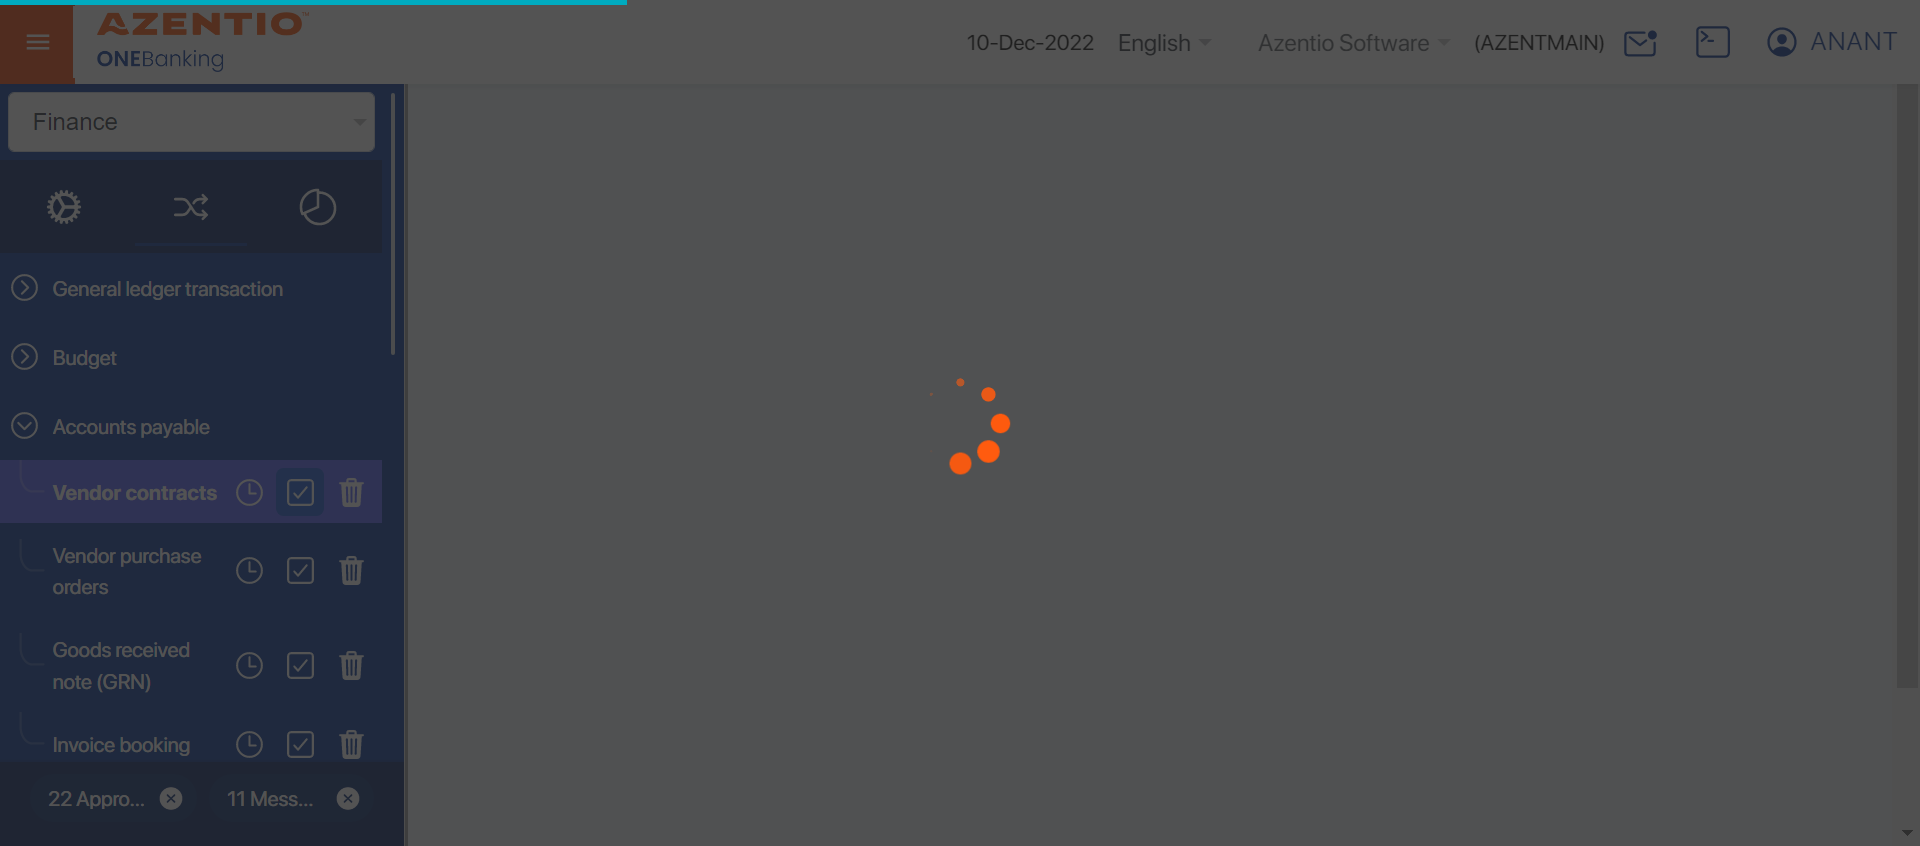 AZENTIO™
ONEBanking
10-Dec-2022
English
Azentio Software
(AZENTMAIN)
ANANT
Finance
General ledger transaction
Budget
Accounts payable
Vendor contracts
Vendor purchase
orders
Goods received
note (GRN)
Invoice booking
22 Appro...
11 Mess...